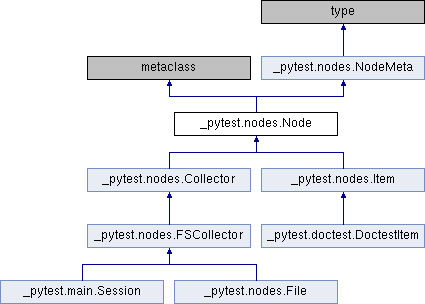 type
metaclass
_pytest.nodes.NodeMeta
_pytest.nodes.Node
_pytest.nodes.Collector
_pytest.nodes.Item
_pytest.nodes.FSCollector
_pytest.doctest.DoctestItem
_pytest.main.Session
_pytest.nodes.File